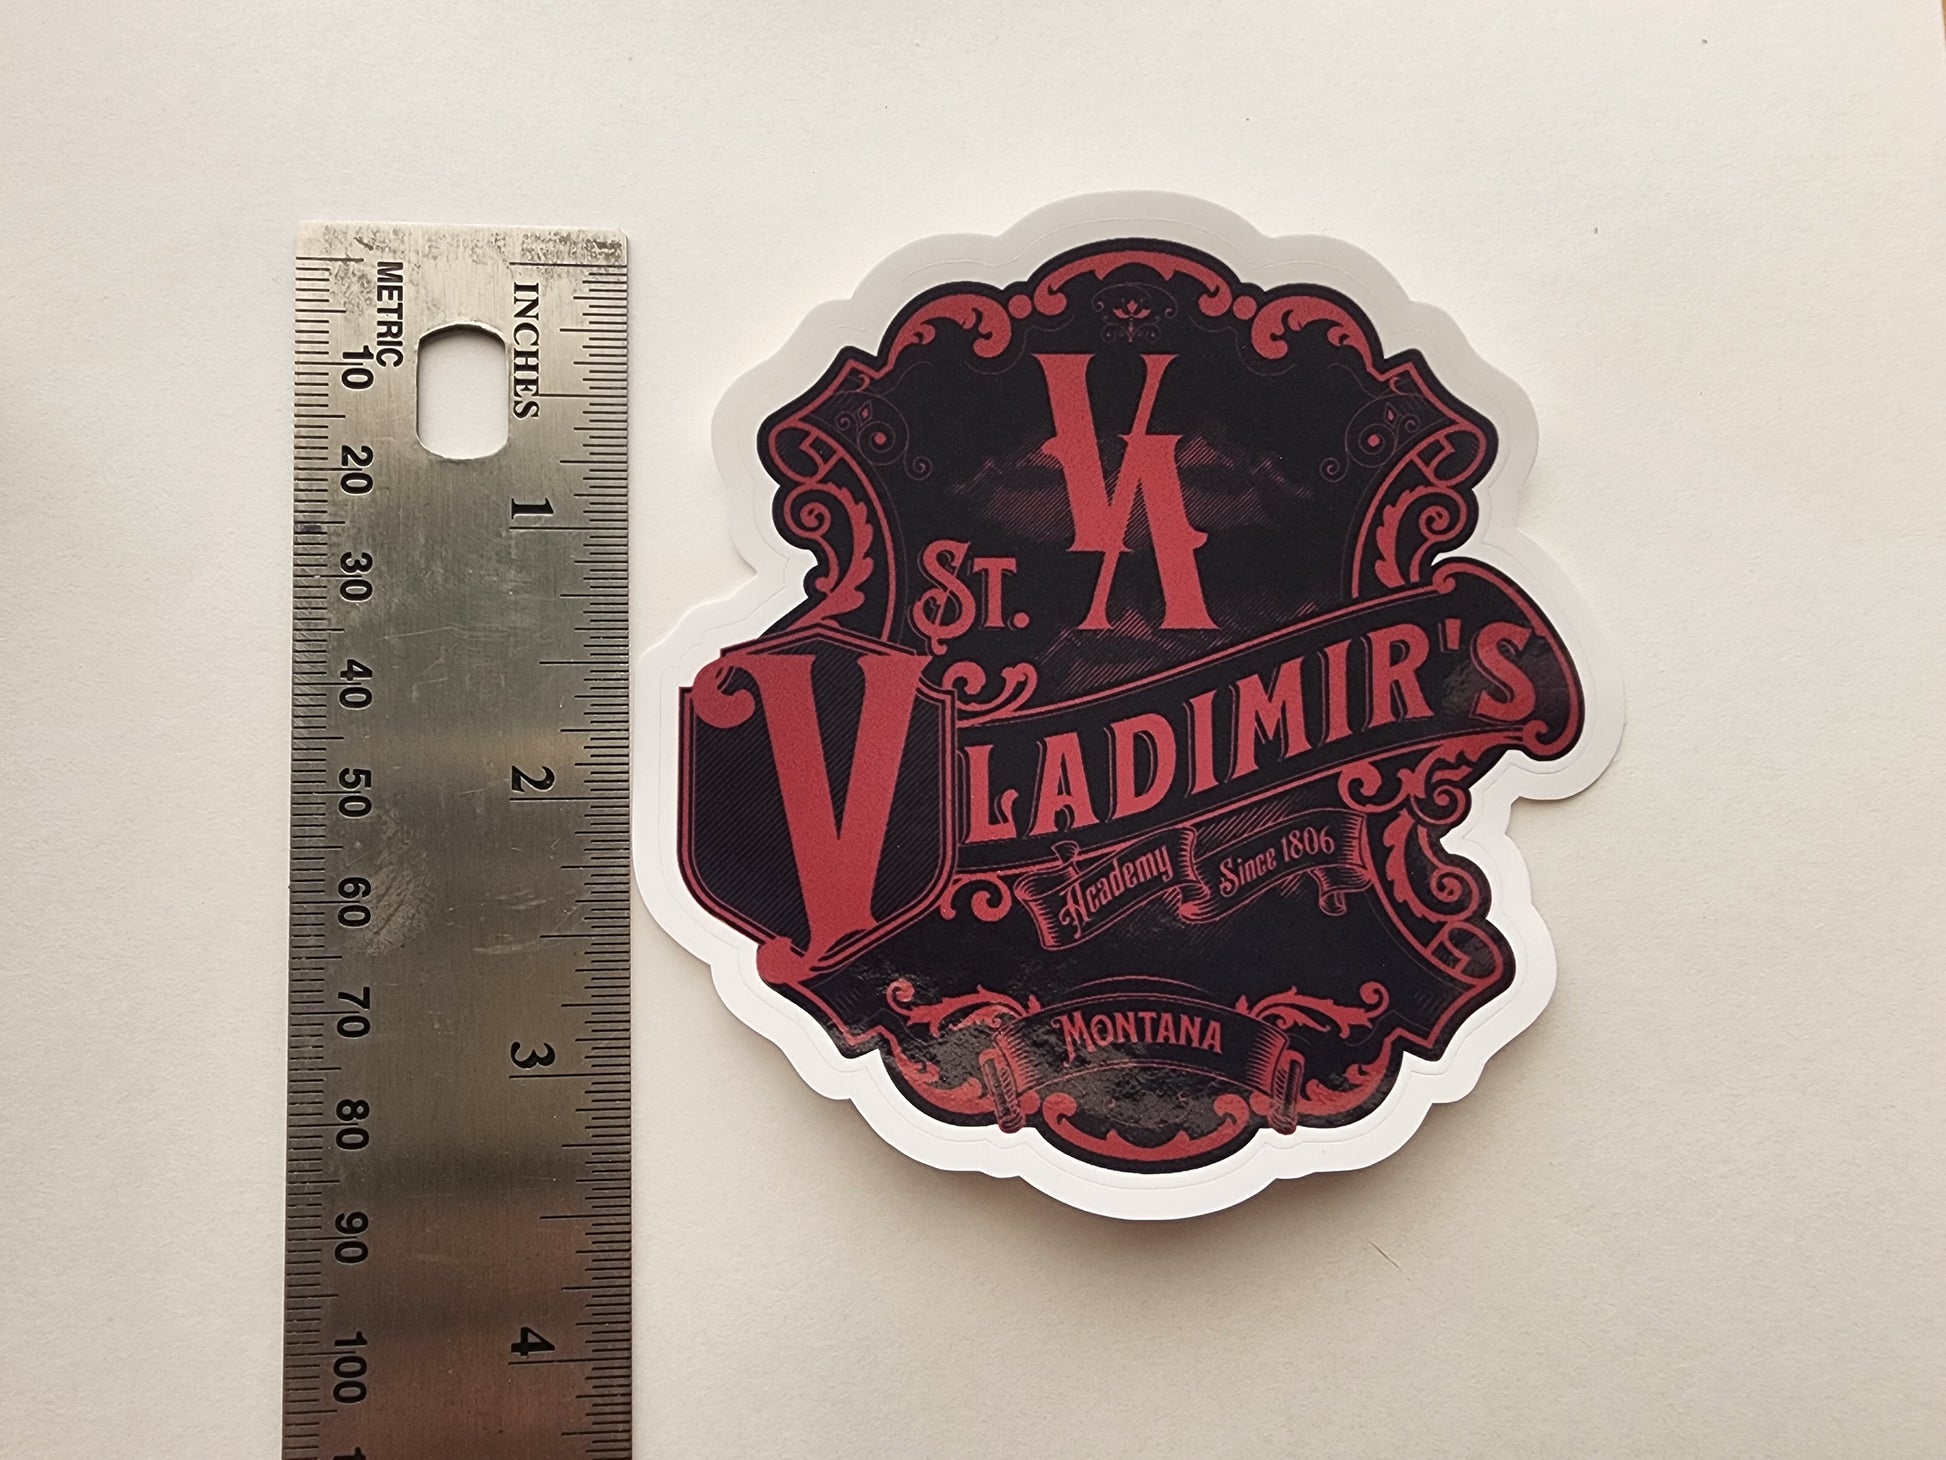 METRIC
INCHES
10
20
30
40
50
60
70
80
90
100
1
2
3
4
VA
ST.
VLADIMIR'S
Academy Since 1806
MONTANA